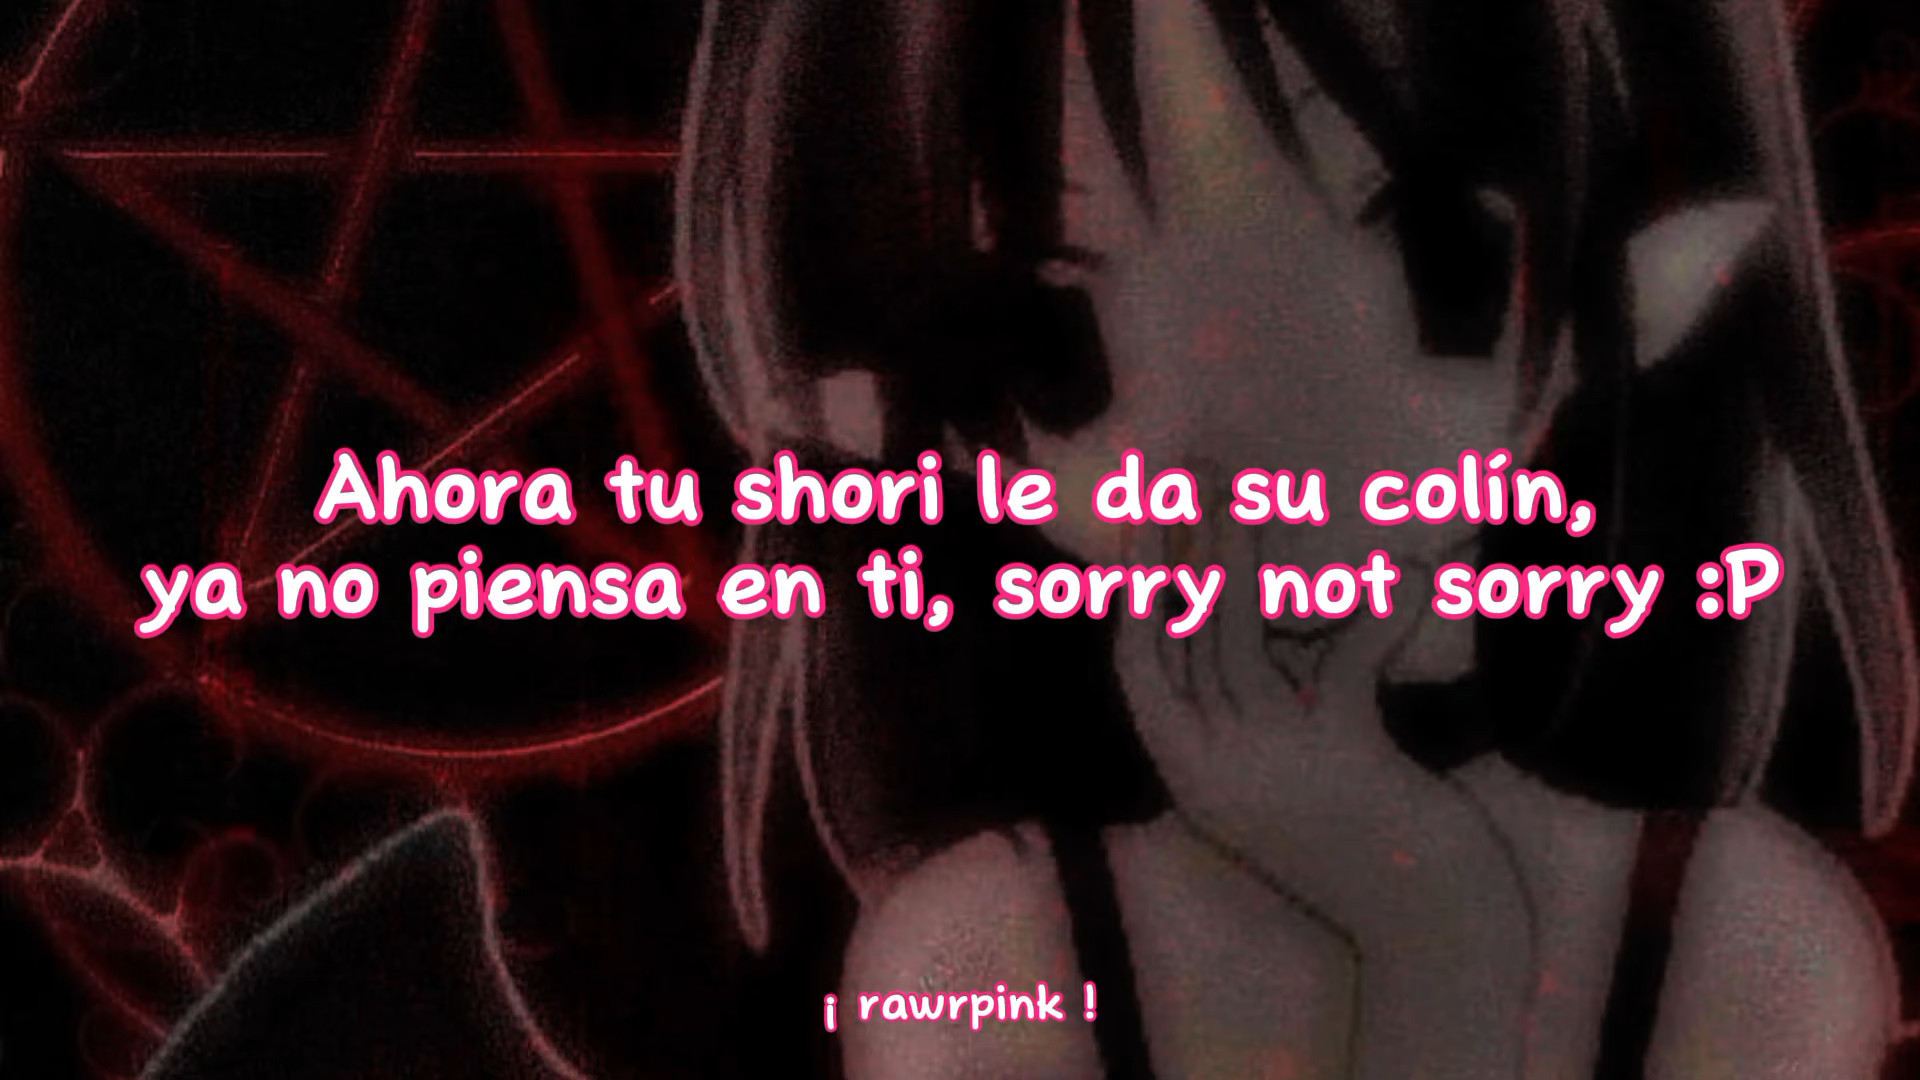 Ahora tu shori le da su colín,
ya no piensa en ti, sorry not sorry :P
¡ rawrpink !